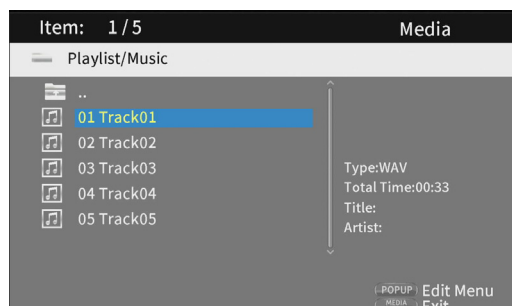 Item: 1/5 Media
Playlist/Music
..
01 Track01
02 Track02
03 Track03
04 Track04
05 Track05
Type:WAV
Total Time:00:33
Title:
Artist:
POPUP Edit Menu
MEDIA Exit